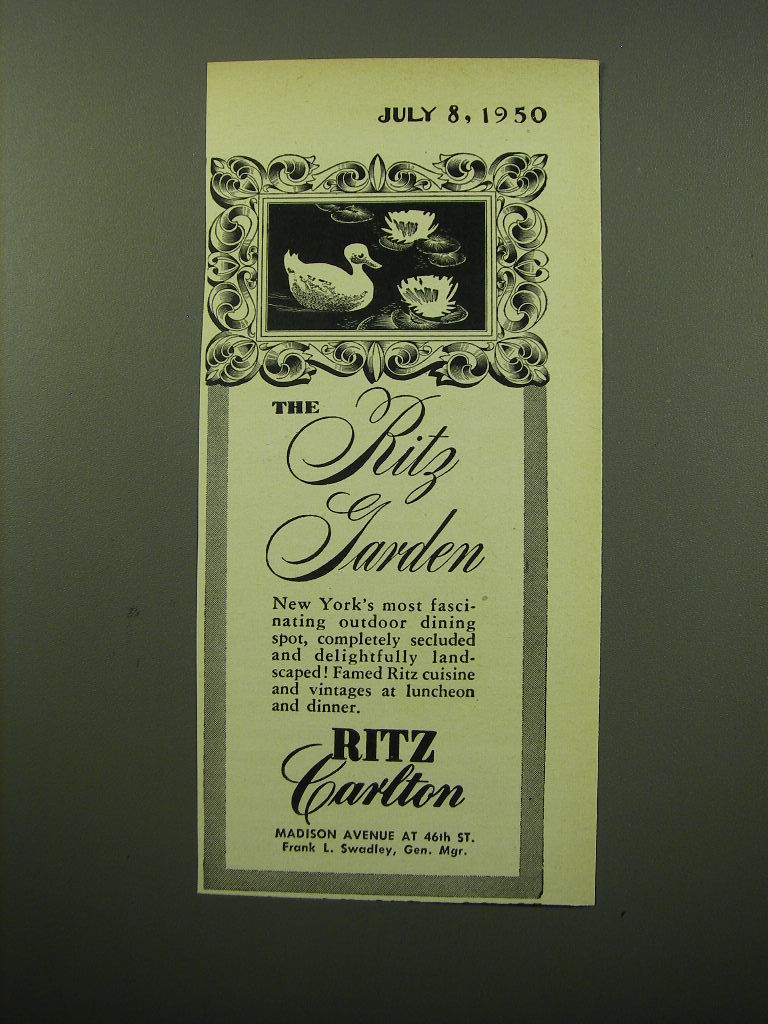 JULY 8, 1950
THE
Ritz
Garden
New York's most fasci-
nating outdoor dining
spot, completely secluded
and delightfully land-
scaped! Famed Ritz cuisine
and vintages at luncheon
and dinner.
RITZ
Carlton
MADISON AVENUE AT 46th ST.
Frank L. Swadley, Gen. Mgr.